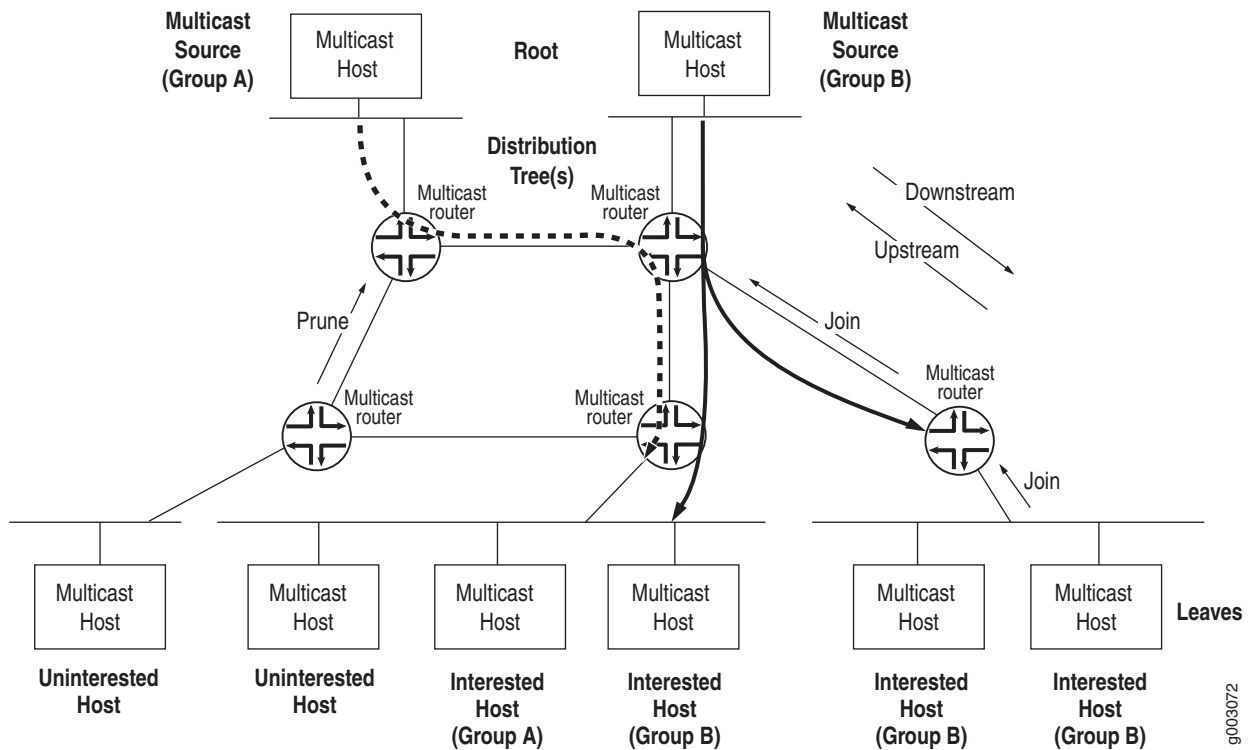 Multicast
Source
(Group A)
Multicast
Host
Root
Multicast
Host
Multicast
Source
(Group B)
Distribution
Tree(s)
Multicast
router
Multicast
router
Downstream
Upstream
Prune
Join
Multicast
router
Multicast
router
Multicast
router
Join
Multicast
Host
Multicast
Host
Multicast
Host
Multicast
Host
Multicast
Host
Multicast
Host
Leaves
Uninterested
Host
Uninterested
Host
Interested
Host
(Group A)
Interested
Host
(Group B)
Interested
Host
(Group B)
Interested
Host
(Group B)
g003072